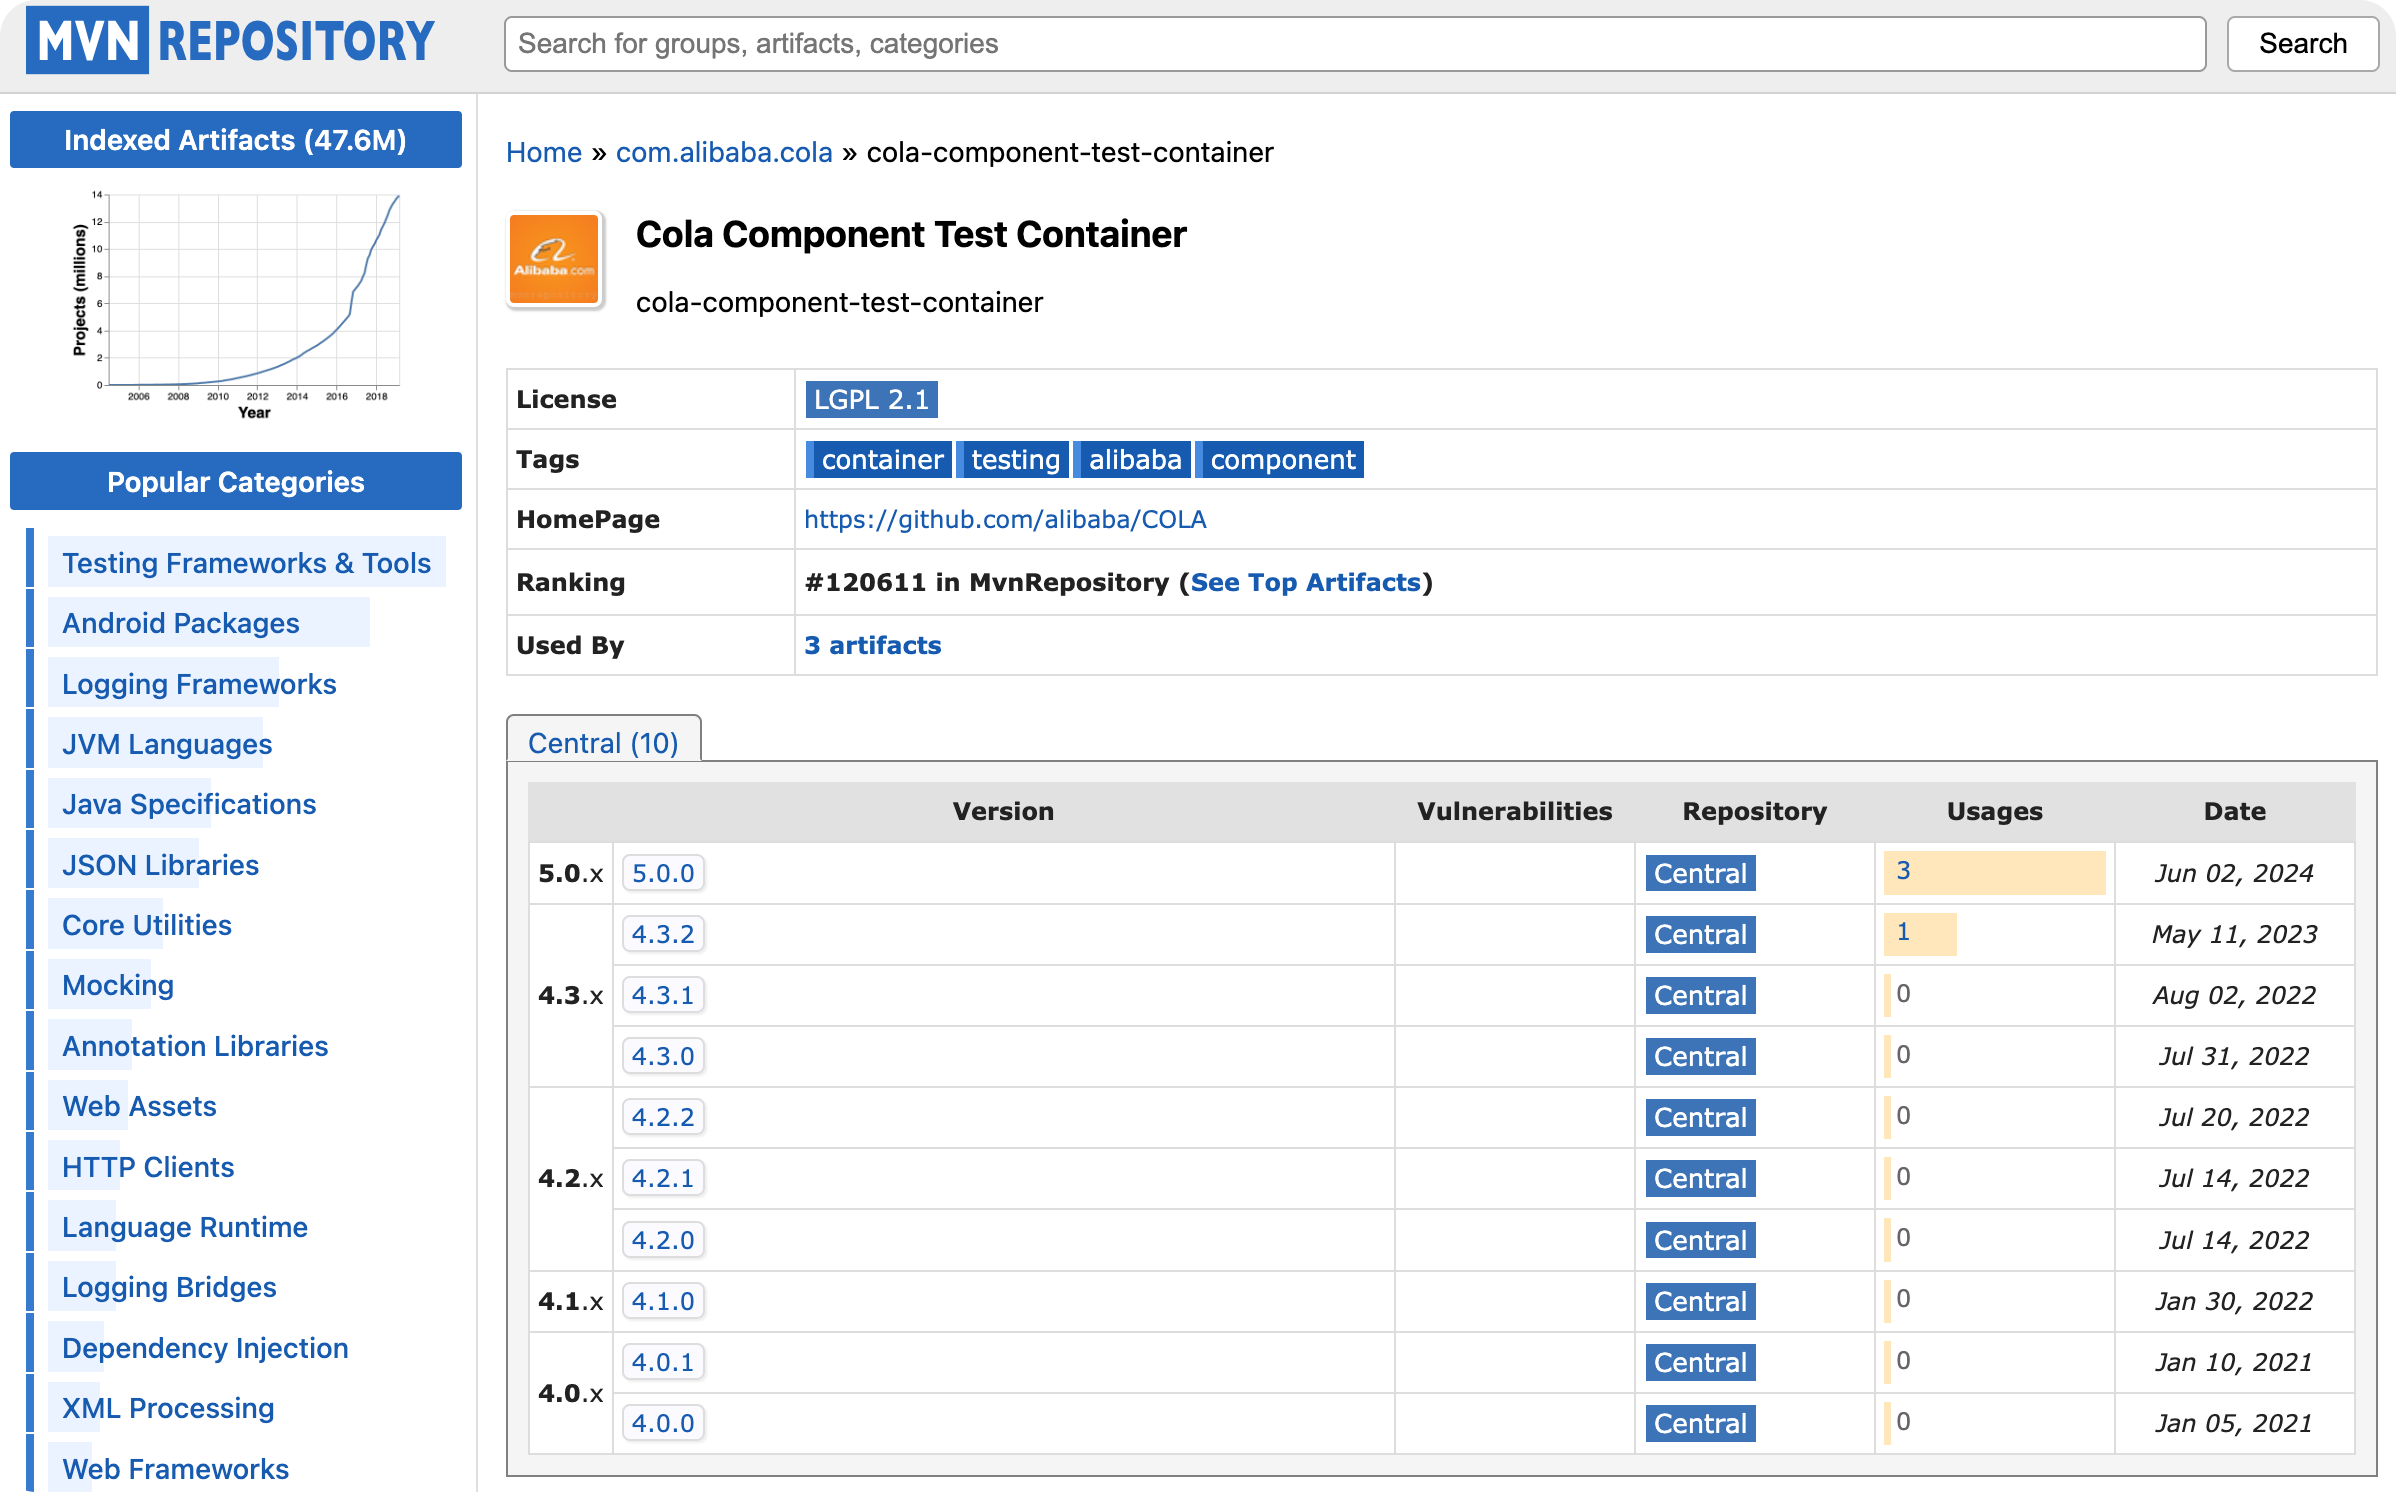 MVN REPOSITORY
Search for groups, artifacts, categories
Search
Indexed Artifacts (47.6M)
Projects (millions)
14
12
10
8
6
4
2
0
2006 2008 2010 2012 2014 2016 2018
Year
Popular Categories
Testing Frameworks & Tools
Android Packages
Logging Frameworks
JVM Languages
Java Specifications
JSON Libraries
Core Utilities
Mocking
Annotation Libraries
Web Assets
HTTP Clients
Language Runtime
Logging Bridges
Dependency Injection
XML Processing
Web Frameworks
Home » com.alibaba.cola » cola-component-test-container
Alibaba.com
Cola Component Test Container
cola-component-test-container
License LGPL 2.1
Tags container testing alibaba component
HomePage https://github.com/alibaba/COLA
Ranking #120611 in MvnRepository (See Top Artifacts)
Used By 3 artifacts
Central (10)
Version Vulnerabilities Repository Usages Date
5.0.x 5.0.0 Central 3 Jun 02, 2024
4.3.2 Central 1 May 11, 2023
4.3.x 4.3.1 Central 0 Aug 02, 2022
4.3.0 Central 0 Jul 31, 2022
4.2.2 Central 0 Jul 20, 2022
4.2.x 4.2.1 Central 0 Jul 14, 2022
4.2.0 Central 0 Jul 14, 2022
4.1.x 4.1.0 Central 0 Jan 30, 2022
4.0.x
4.0.1 Central 0 Jan 10, 2021
4.0.0 Central 0 Jan 05, 2021